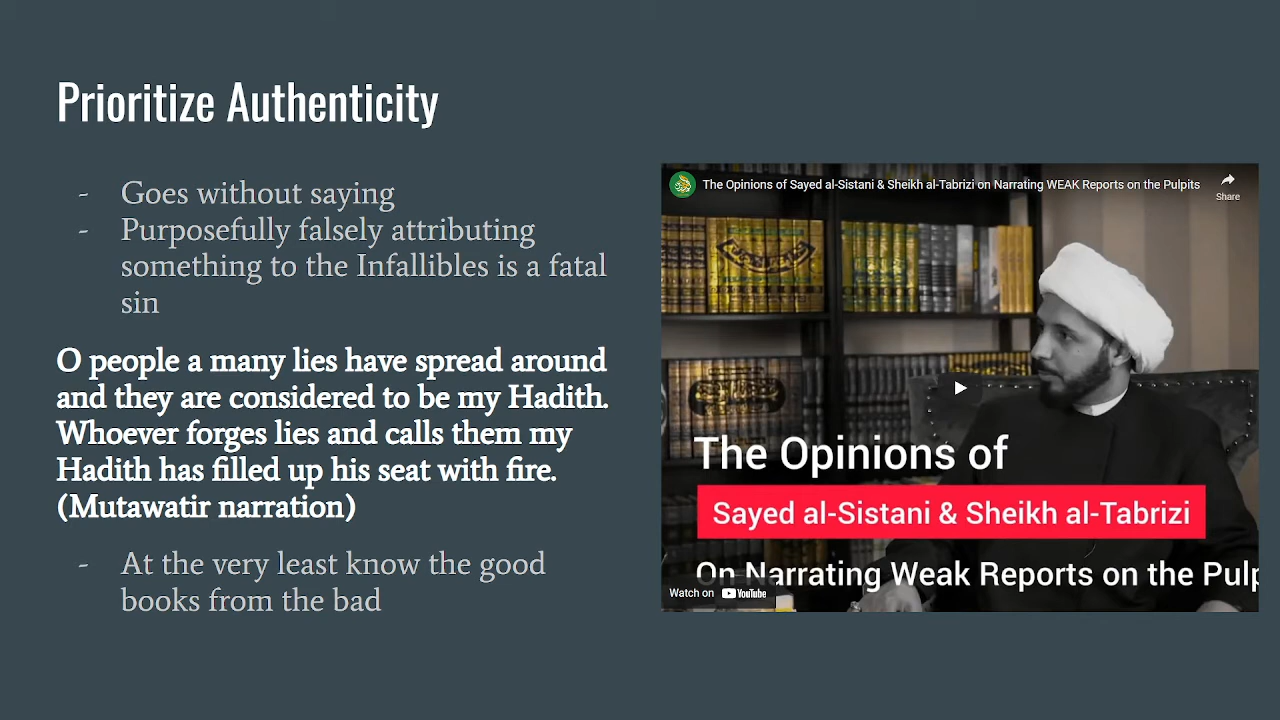 Prioritize Authenticity
- Goes without saying
- Purposefully falsely attributing
something to the Infallibles is a fatal
sin
O people a many lies have spread around
and they are considered to be my Hadith.
Whoever forges lies and calls them my
Hadith has filled up his seat with fire.
(Mutawatir narration)
- At the very least know the good
books from the bad
The Opinions of Sayed al-Sistani & Sheikh al-Tabrizi on Narrating WEAK Reports on the Pulpits
Share
The Opinions of
Sayed al-Sistani & Sheikh al-Tabrizi
On Narrating Weak Reports on the Pulp
Watch on YouTube